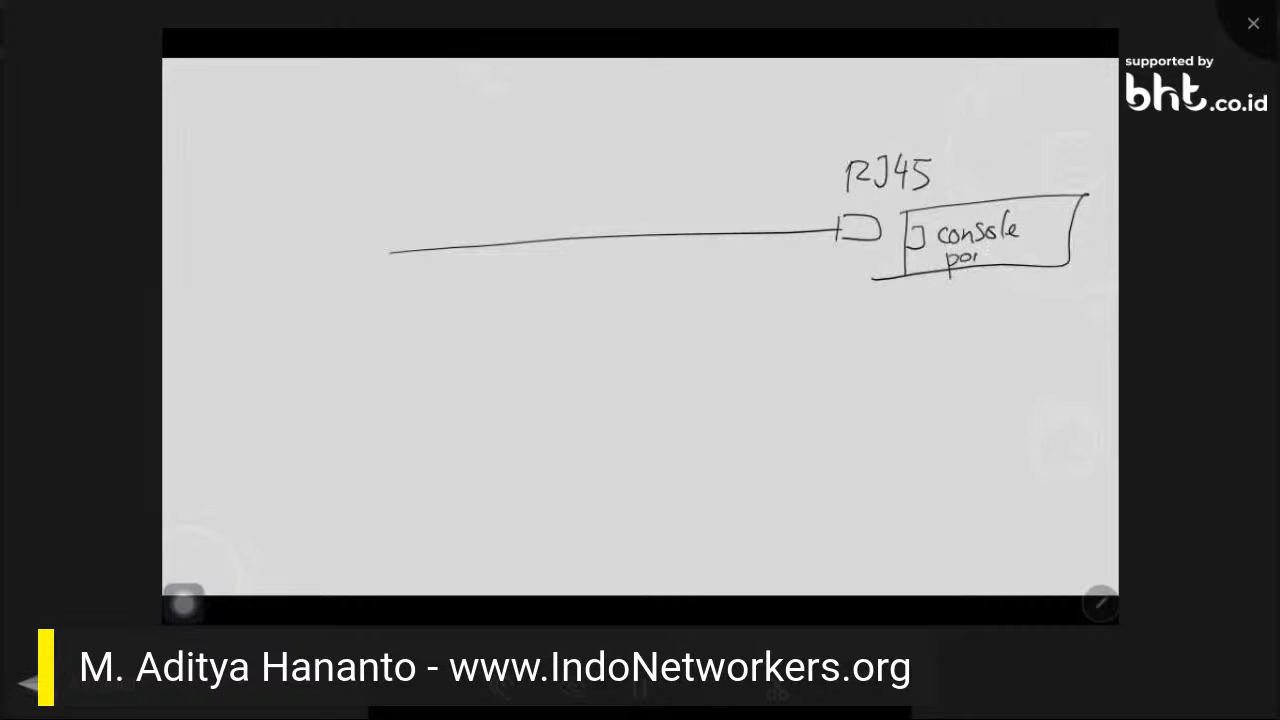 supported by
bht.co.id
RJ45
console
por
M. Aditya Hananto - www.IndoNetworkers.org